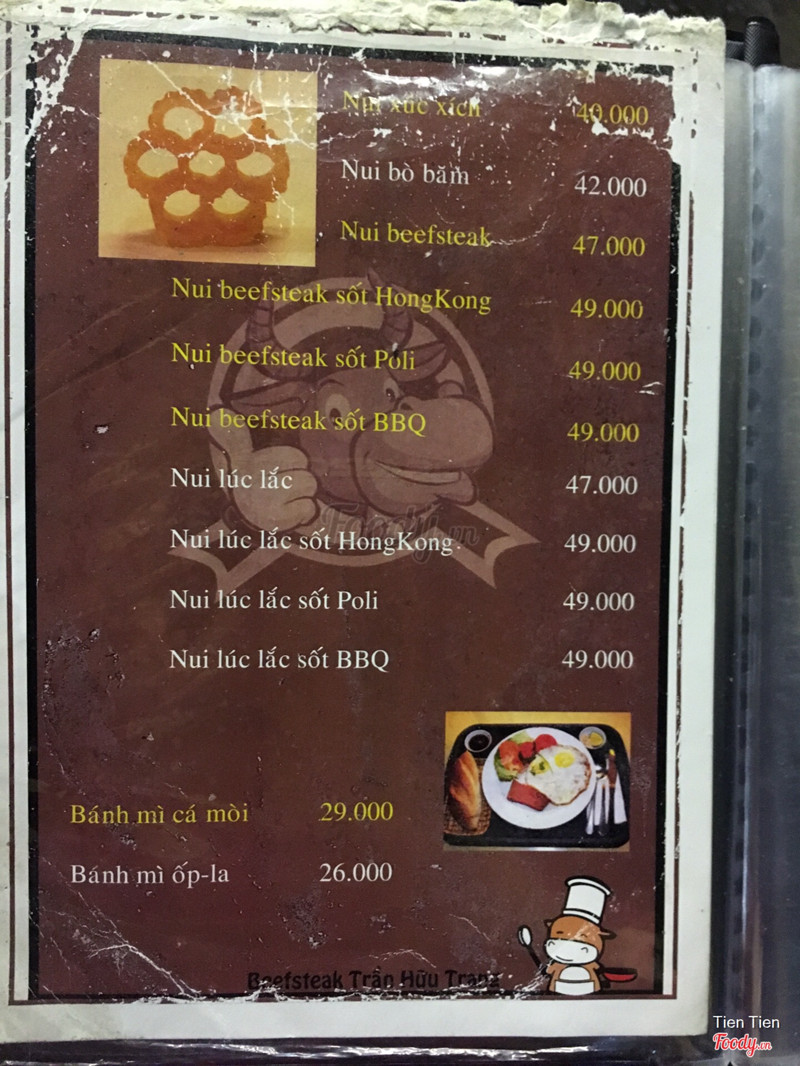 Nui xúc xích 40.000
Nui bò băm 42.000
Nui beefsteak 47.000
Nui beefsteak sốt HongKong 49.000
Nui beefsteak sốt Poli 49.000
Nui beefsteak sốt BBQ 49.000
Nui lúc lắc 47.000
Nui lúc lắc sốt HongKong 49.000
Nui lúc lắc sốt Poli 49.000
Nui lúc lắc sốt BBQ 49.000
Foody.vn
Bánh mì cá mòi 29.000
Bánh mì ốp-la 26.000
Beefsteak Trần Hữu Trang
Tien Tien
Foody.vn